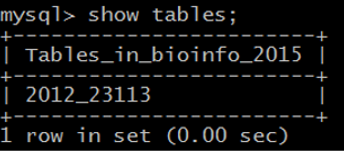 mysql> show tables;
+------------------------+
| Tables_in_bioinfo_2015 |
+------------------------+
| 2012_23113             |
+------------------------+
1 row in set (0.00 sec)